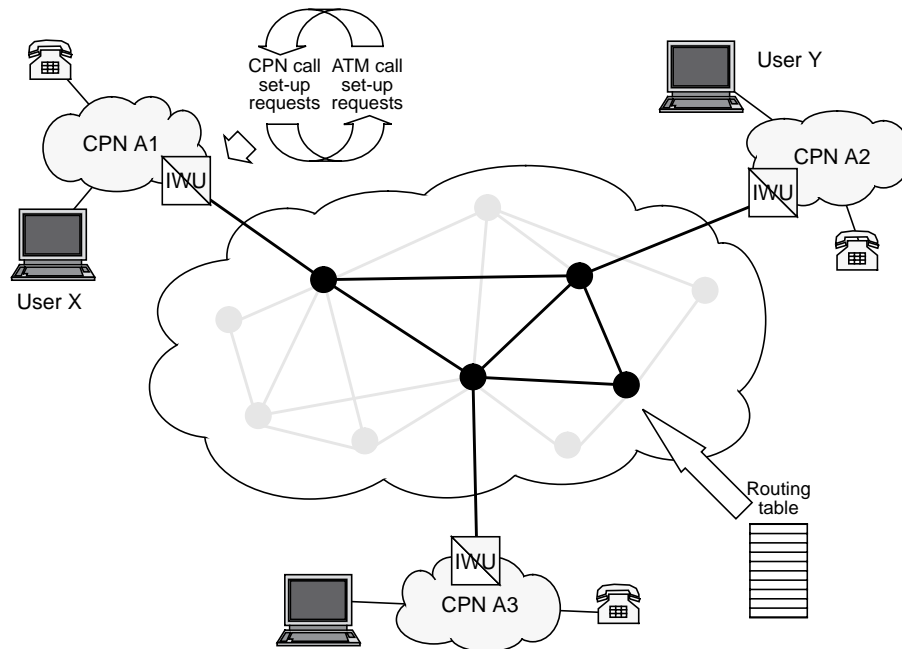 CPN call
set-up
requests
ATM call
set-up
requests
User Y
CPN A1
CPN A2
IWU
IWU
User X
Routing
table
IWU
CPN A3